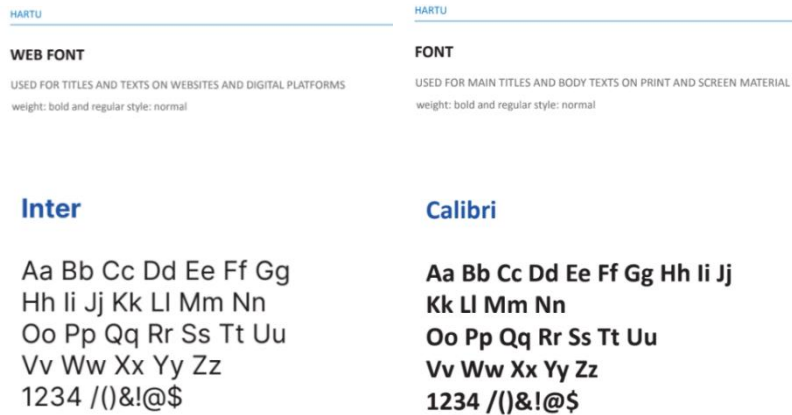 HARTU
WEB FONT
USED FOR TITLES AND TEXTS ON WEBSITES AND DIGITAL PLATFORMS
weight: bold and regular style: normal
Inter
Aa Bb Cc Dd Ee Ff Gg
Hh Ii Jj Kk Ll Mm Nn
Oo Pp Qq Rr Ss Tt Uu
Vv Ww Xx Yy Zz
1234 /()&!@$
HARTU
FONT
USED FOR MAIN TITLES AND BODY TEXTS ON PRINT AND SCREEN MATERIAL
weight: bold and regular style: normal
Calibri
Aa Bb Cc Dd Ee Ff Gg Hh Ii Jj
Kk Ll Mm Nn
Oo Pp Qq Rr Ss Tt Uu
Vv Ww Xx Yy Zz
1234 /()&!@$